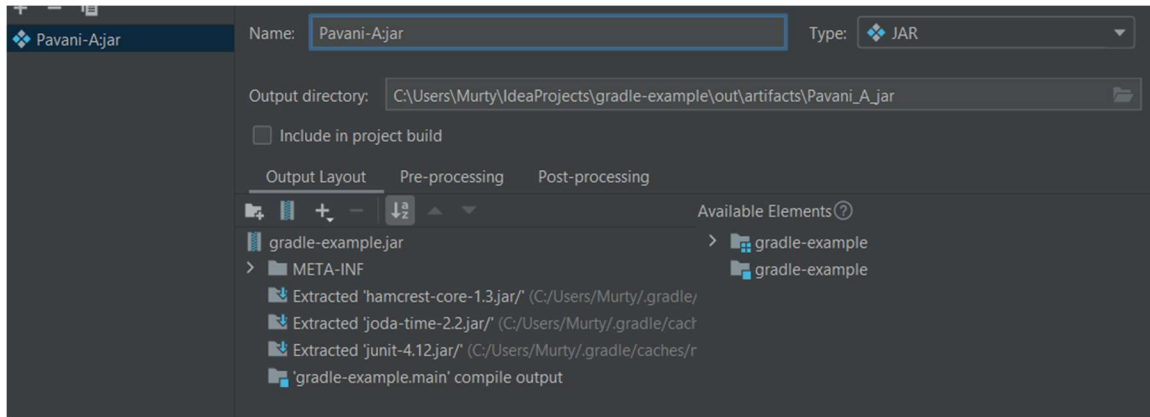 Pavani-A:jar
Name: Pavani-A:jar Type: JAR
Output directory: C:\Users\Murty\IdeaProjects\gradle-example\out\artifacts\Pavani_A_jar
Include in project build
Output Layout Pre-processing Post-processing
Available Elements
gradle-example.jar
META-INF
Extracted 'hamcrest-core-1.3.jar/' (C:/Users/Murty/.gradle/
Extracted 'joda-time-2.2.jar/' (C:/Users/Murty/.gradle/cach
Extracted 'junit-4.12.jar/' (C:/Users/Murty/.gradle/caches/
'gradle-example.main' compile output
gradle-example
gradle-example